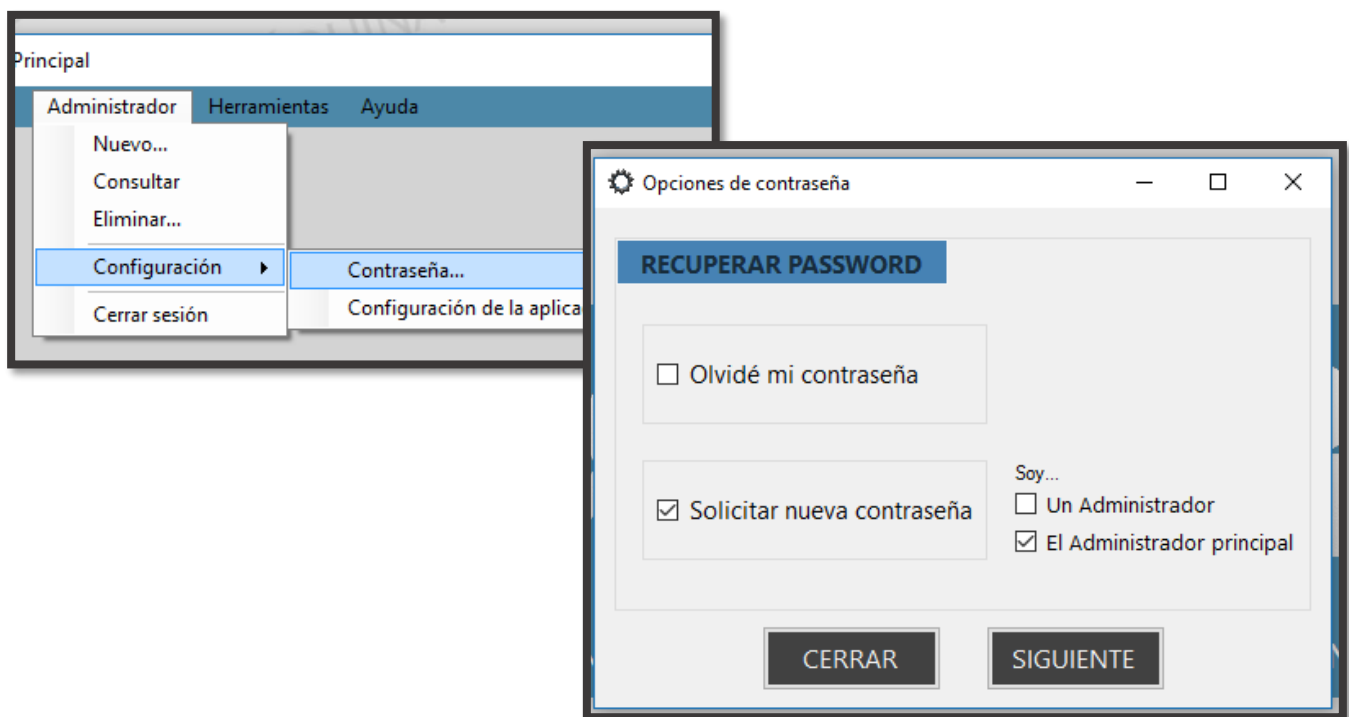 Principal
Administrador Herramientas Ayuda
Nuevo...
Consultar
Eliminar...
Configuración
Contraseña...
Configuración de la aplica
Cerrar sesión
Opciones de contraseña
RECUPERAR PASSWORD
Olvidé mi contraseña
Solicitar nueva contraseña
Soy...
Un Administrador
El Administrador principal
CERRAR
SIGUIENTE